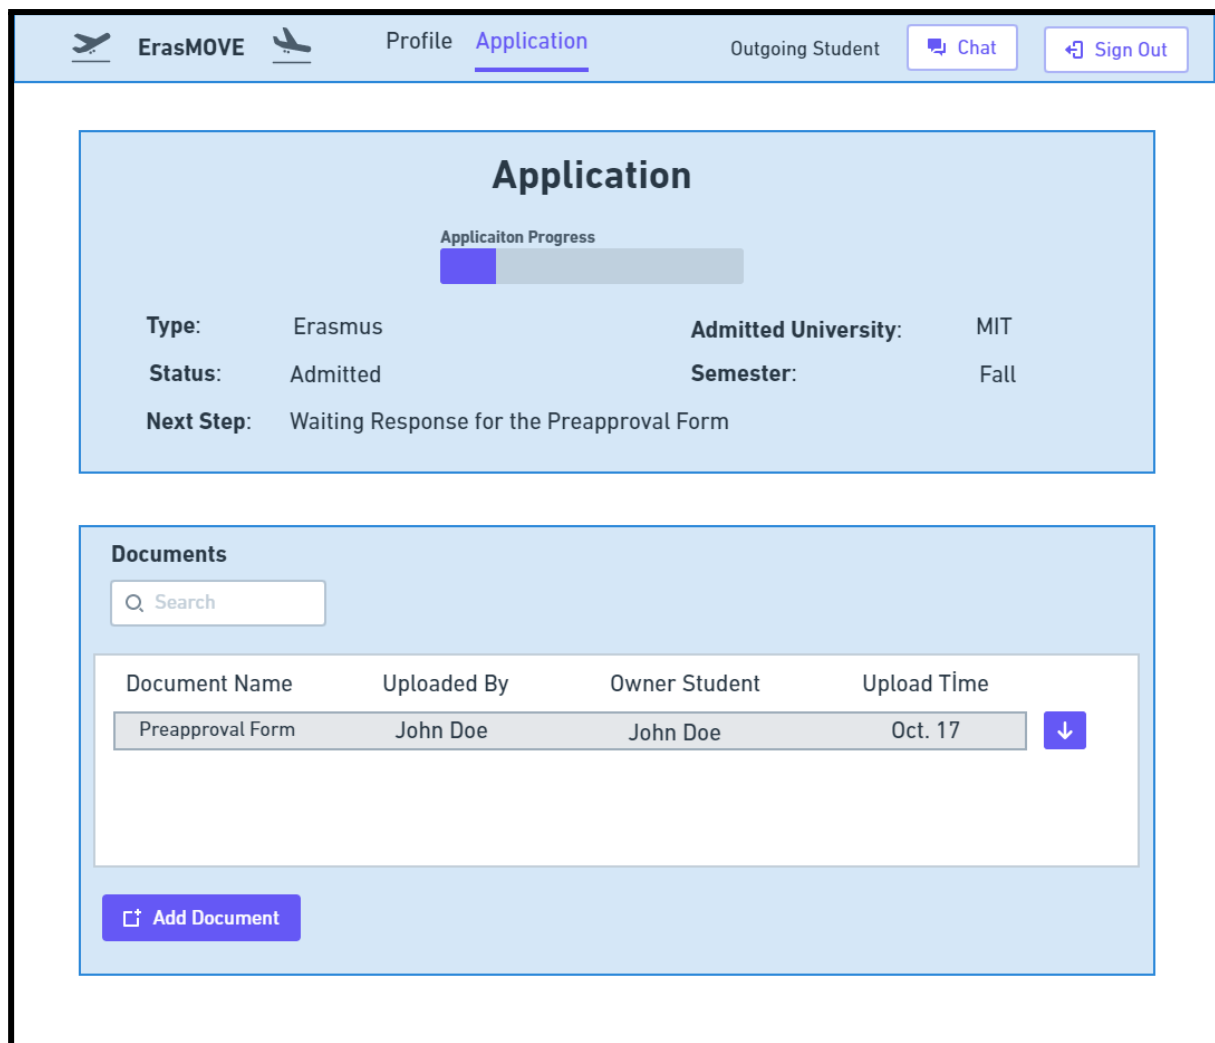 ErasMOVE Profile Application Outgoing Student Chat Sign Out
Application
Applicaiton Progress
Type: Erasmus Admitted University: MIT
Status: Admitted Semester: Fall
Next Step: Waiting Response for the Preapproval Form
Documents
Search
Document Name Uploaded By Owner Student Upload Tİme
Preapproval Form John Doe John Doe Oct. 17
Add Document